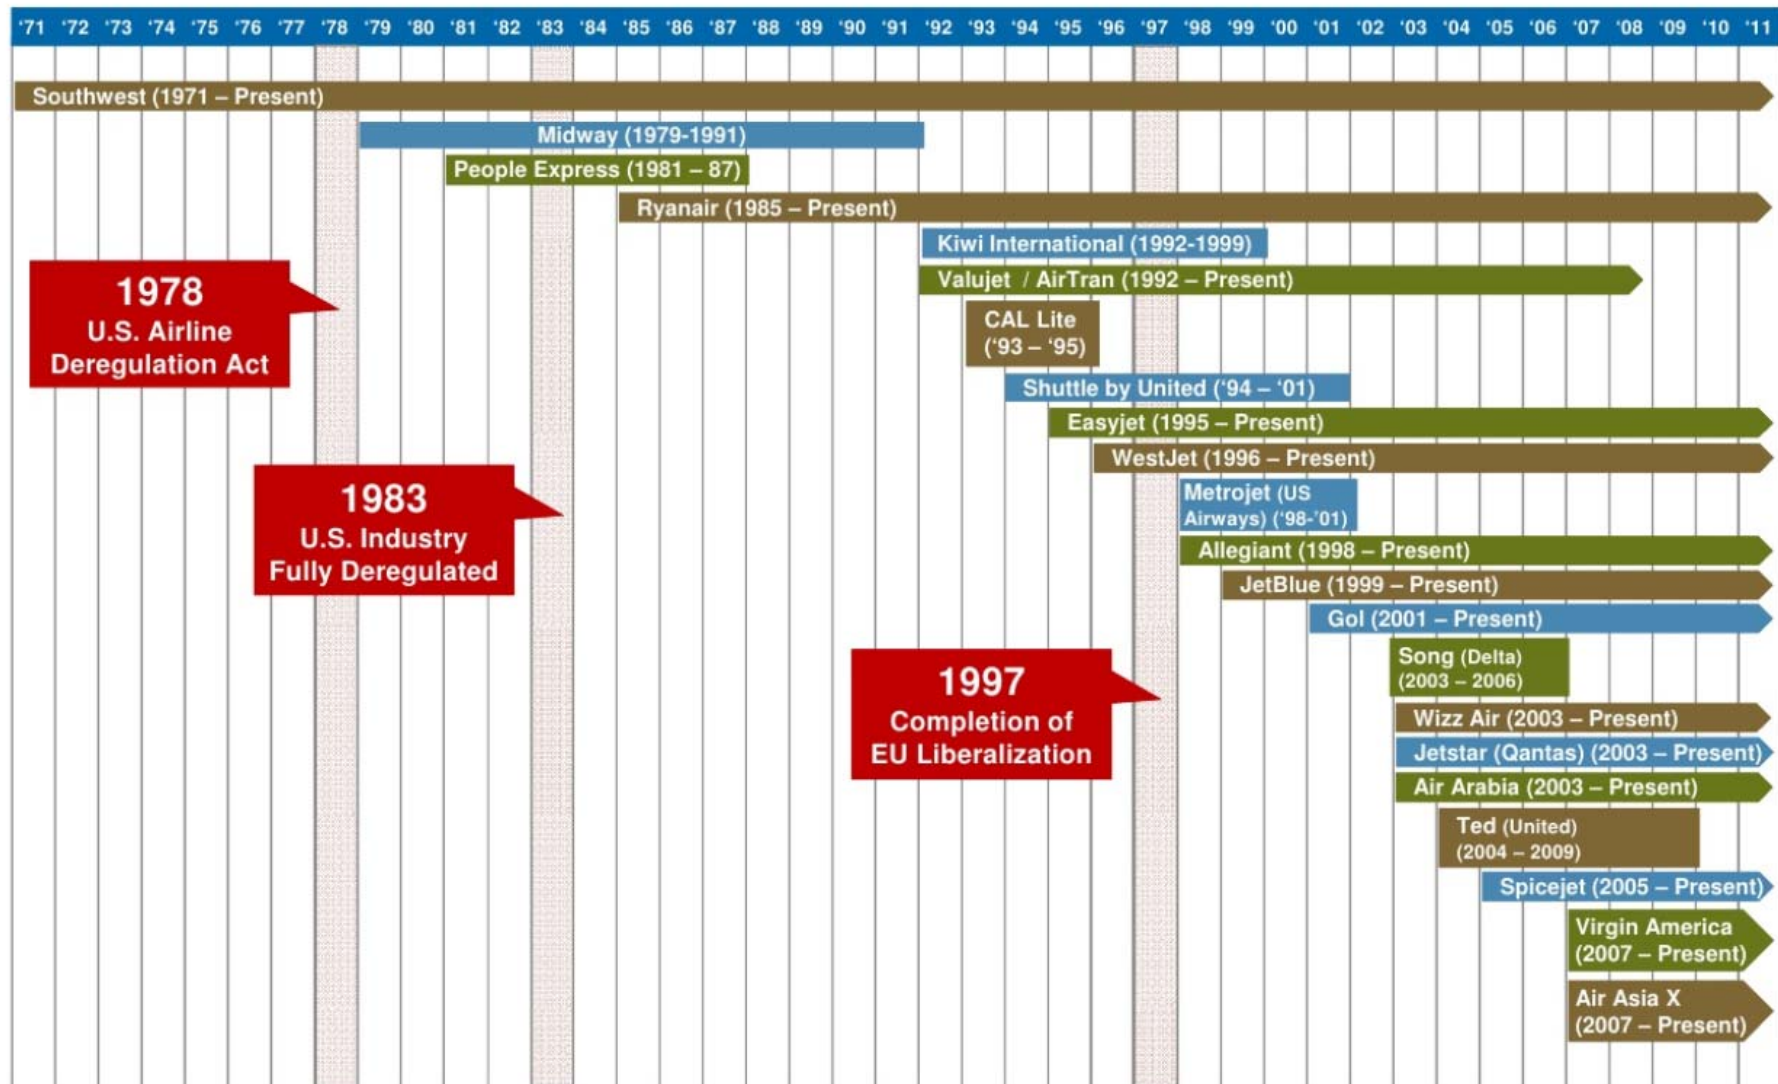 ‘71 ‘72 ‘73 ‘74 ‘75 ‘76 ‘77 ‘78 ‘79 ‘80 ‘81 ‘82 ‘83 ‘84 ‘85 ‘86 ‘87 ‘88 ‘89 ‘90 ‘91 ‘92 ‘93 ‘94 ‘95 ‘96 ‘97 ‘98 ‘99 ‘00 ‘01 ‘02 ‘03 ‘04 ‘05 ‘06 ‘07 ‘08 ‘09 ‘10 ‘11
Southwest (1971 – Present)
Midway (1979-1991)
People Express (1981 – 87)
Ryanair (1985 – Present)
Kiwi International (1992-1999)
Valujet / AirTran (1992 – Present)
1978
U.S. Airline
Deregulation Act
CAL Lite
(‘93 – ‘95)
Shuttle by United (‘94 – ‘01)
Easyjet (1995 – Present)
WestJet (1996 – Present)
1983
U.S. Industry
Fully Deregulated
Metrojet (US
Airways) (‘98-’01)
Allegiant (1998 – Present)
JetBlue (1999 – Present)
Gol (2001 – Present)
1997
Completion of
EU Liberalization
Song (Delta)
(2003 – 2006)
Wizz Air (2003 – Present)
Jetstar (Qantas) (2003 – Present)
Air Arabia (2003 – Present)
Ted (United)
(2004 – 2009)
Spicejet (2005 – Present)
Virgin America
(2007 – Present)
Air Asia X
(2007 – Present)